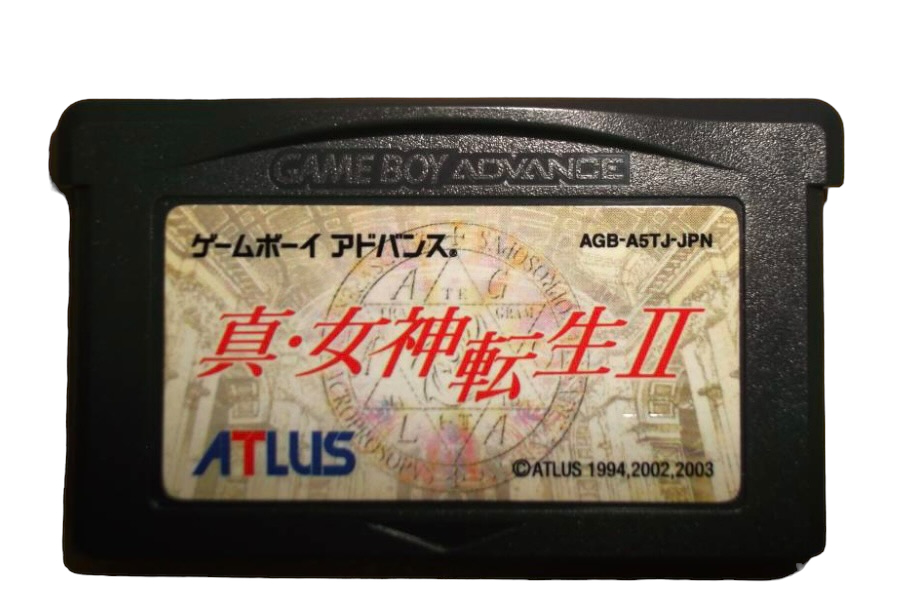 GAME BOY ADVANCE
ゲームボーイ アドバンス®
AGB-A5TJ-JPN
真・女神転生II
ATLUS
©ATLUS 1994,2002,2003